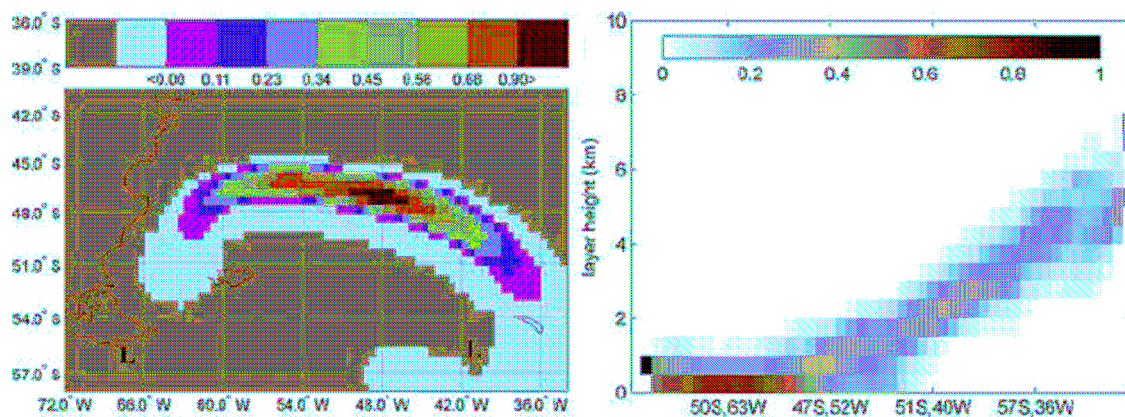 36.0° S
39.0° S
<0.00 0.11 0.23 0.34 0.45 0.56 0.68 0.90>
42.0° S
45.0° S
48.0° S
51.0° S
54.0° S
57.0° S
L
L
72.0° W 66.0° W 60.0° W 54.0° W 48.0° W 42.0° W 36.0° W
10
8
6
4
2
0
layer height (km)
0 0.2 0.4 0.6 0.8 1
50S,63W 47S,52W 51S,40W 57S,36W